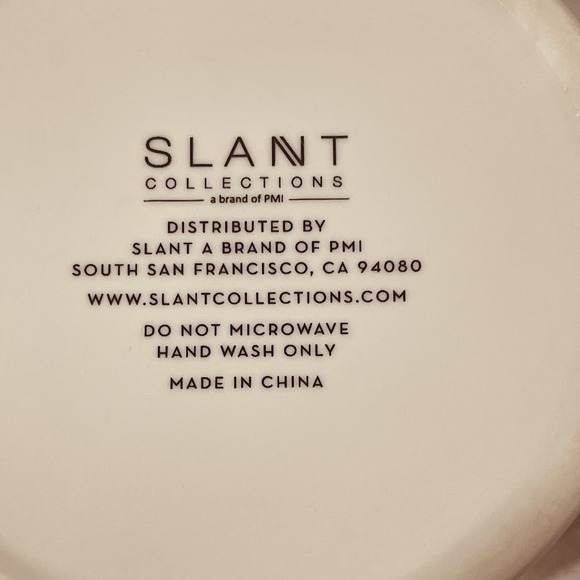 SLANT
COLLECTIONS
a brand of PMI
DISTRIBUTED BY
SLANT A BRAND OF PMI
SOUTH SAN FRANCISCO, CA 94080
WWW.SLANTCOLLECTIONS.COM
DO NOT MICROWAVE
HAND WASH ONLY
MADE IN CHINA